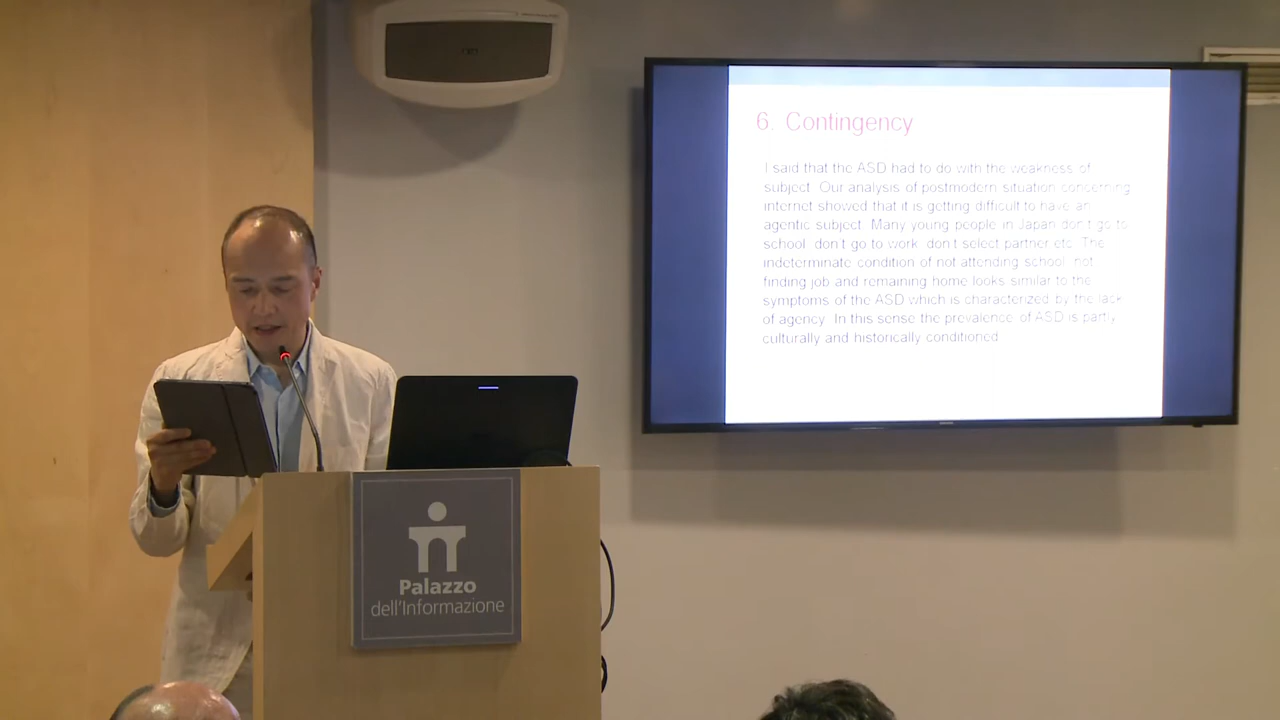 6. Contingency
I said that the ASD had to do with the weakness of
subject. Our analysis of postmodern situation concerning
internet showed that it is getting difficult to have an
agentic subject. Many young people in Japan don't go to
school, don't go to work, don't select partner etc. The
indeterminate condition of not attending school, not
finding job and remaining home looks similar to the
symptoms of the ASD which is characterized by the lack
of agency. In this sense the prevalence of ASD is partly
culturally and historically conditioned.
Palazzo
dell'Informazione